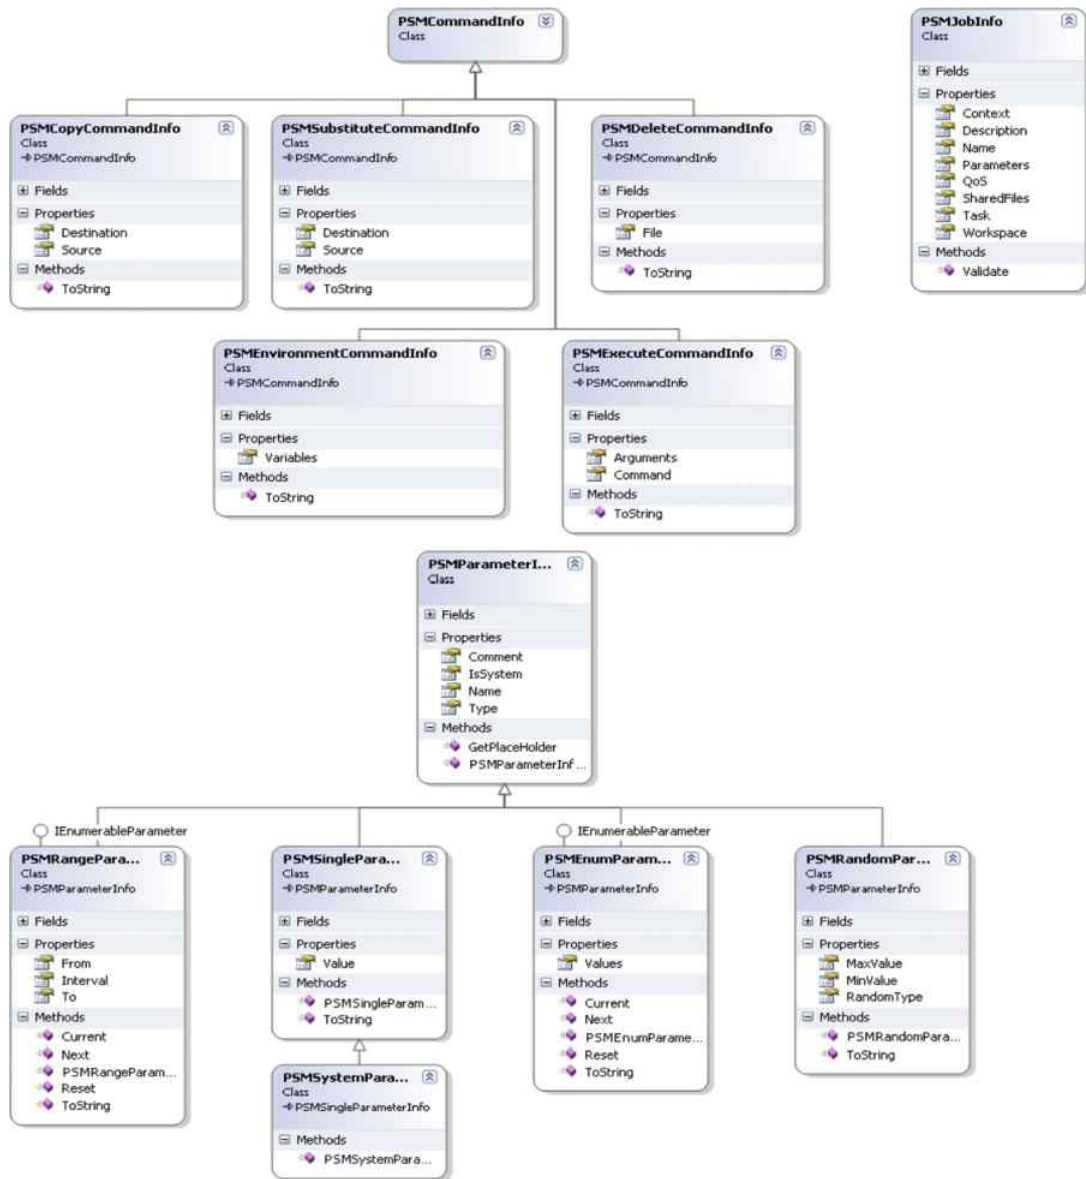 PSMCommandInfo
Class
PSMJobInfo
Class
Fields
Properties
Context
Description
Name
Parameters
QoS
SharedFiles
Task
Workspace
Methods
Validate
PSMCopyCommandInfo
Class
PSMCommandInfo
Fields
Properties
Destination
Source
Methods
ToString
PSMSubstituteCommandInfo
Class
PSMCommandInfo
Fields
Properties
Destination
Source
Methods
ToString
PSMDeleteCommandInfo
Class
PSMCommandInfo
Fields
Properties
File
Methods
ToString
PSMEnvironmentCommandInfo
Class
PSMCommandInfo
Fields
Properties
Variables
Methods
ToString
PSMExecuteCommandInfo
Class
PSMCommandInfo
Fields
Properties
Arguments
Command
Methods
ToString
PSMParameterI...
Class
Fields
Properties
Comment
IsSystem
Name
Type
Methods
GetPlaceHolder
PSMParameterInf...
IEnumerableParameter
PSMRangePara...
Class
PSMParameterInfo
Fields
Properties
From
Interval
To
Methods
Current
Next
PSMRangeParam...
Reset
ToString
PSMSinglePara...
Class
PSMParameterInfo
Fields
Properties
Value
Methods
PSMSingleParam...
ToString
PSMSystemPara...
Class
PSMSingleParameterInfo
Methods
PSMSystemPara...
IEnumerableParameter
PSMEnumParam...
Class
PSMParameterInfo
Fields
Properties
Values
Methods
Current
Next
PSMEnumParame...
Reset
ToString
PSMRandomPar...
Class
PSMParameterInfo
Fields
Properties
MaxValue
MinValue
RandomType
Methods
PSMRandomPara...
ToString